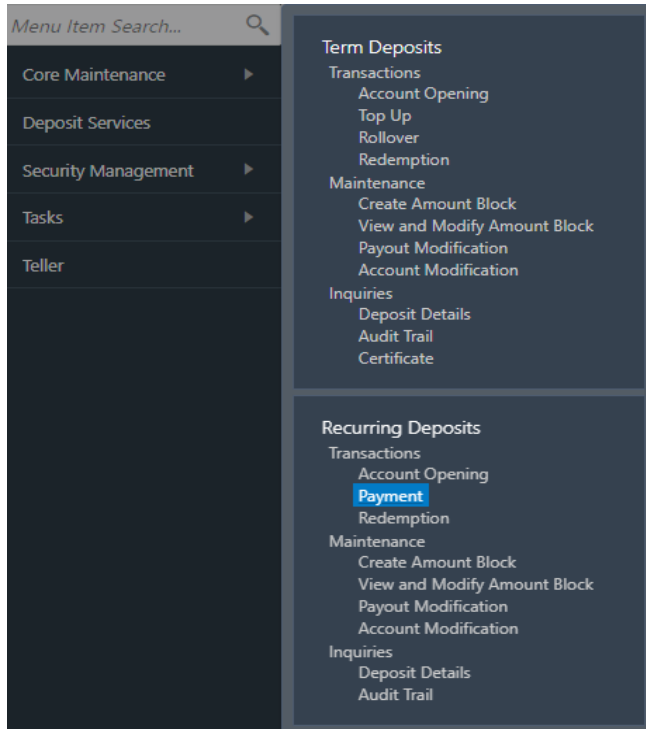 Menu Item Search...
Core Maintenance
Deposit Services
Security Management
Tasks
Teller
Term Deposits
Transactions
Account Opening
Top Up
Rollover
Redemption
Maintenance
Create Amount Block
View and Modify Amount Block
Payout Modification
Account Modification
Inquiries
Deposit Details
Audit Trail
Certificate
Recurring Deposits
Transactions
Account Opening
Payment
Redemption
Maintenance
Create Amount Block
View and Modify Amount Block
Payout Modification
Account Modification
Inquiries
Deposit Details
Audit Trail